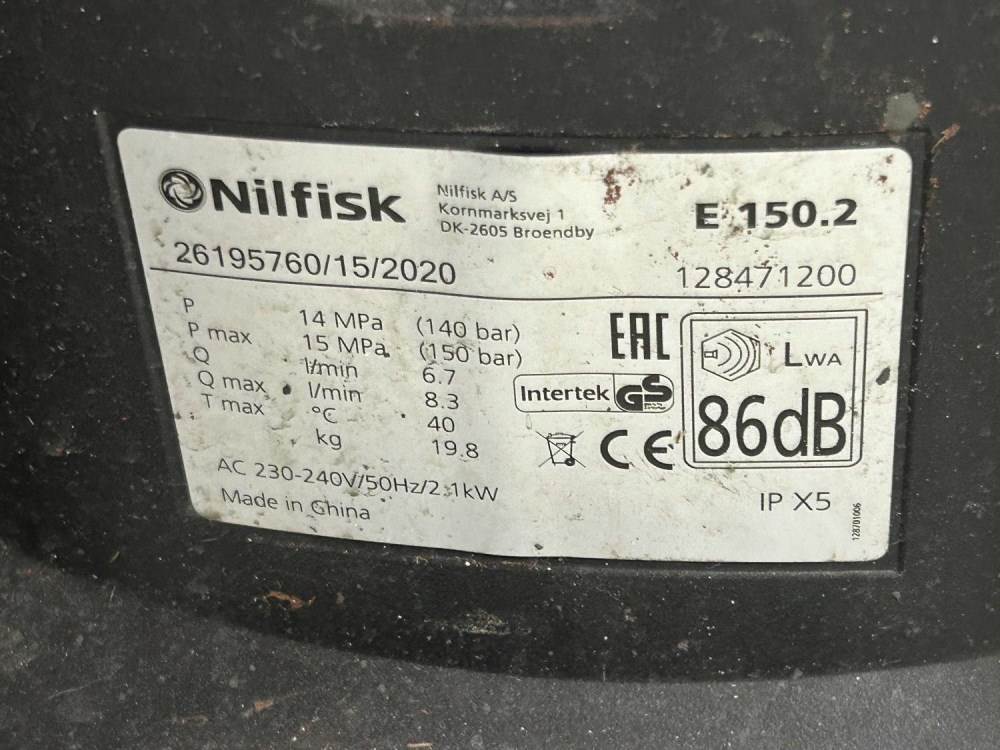 Nilfisk
Nilfisk A/S
Kornmarksvej 1
DK-2605 Broendby
E 150.2
26195760/15/2020
128471200
P 14 MPa (140 bar)
P max 15 MPa (150 bar)
Q l/min 6.7
Q max l/min 8.3
T max °C 40
kg 19.8
AC 230-240V/50Hz/2.1kW
Made in China
EAC
Intertek GS
CE
LWA
86dB
IP X5
128701006